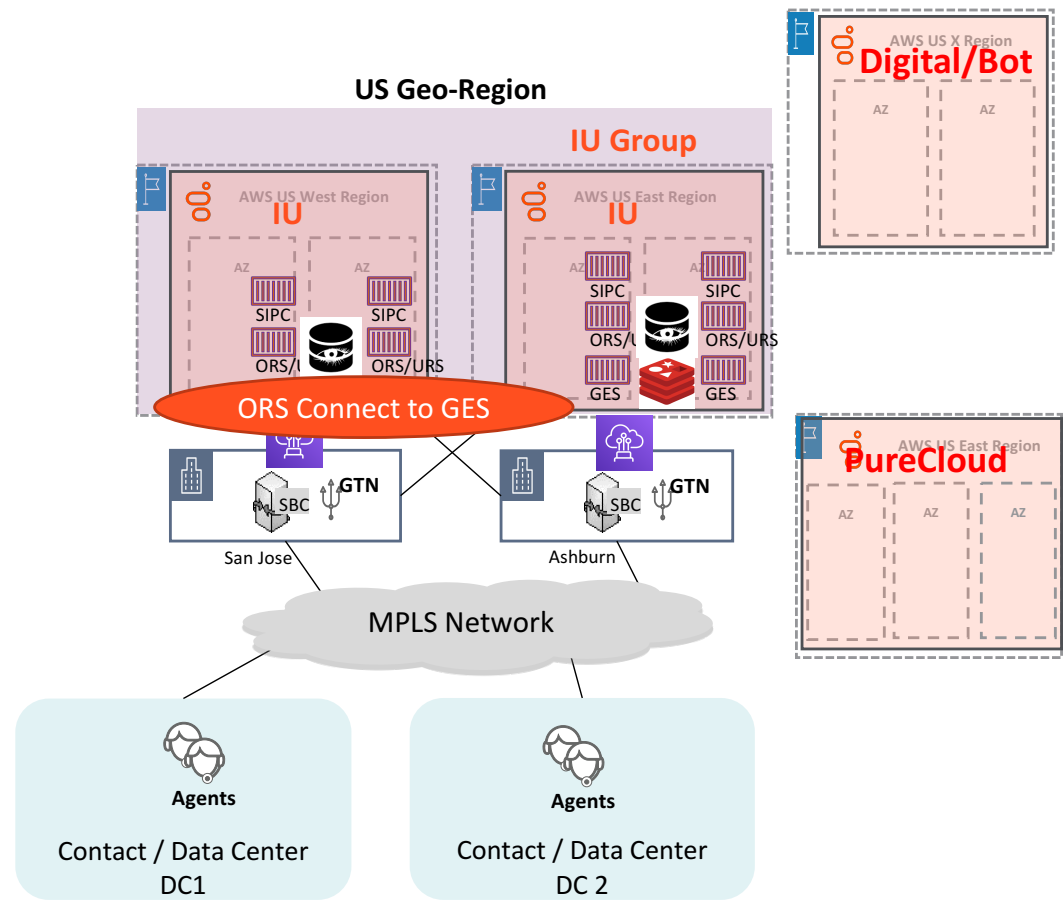 US Geo-Region
IU Group
AWS US West Region
IU
AZ
AZ
SIPC
SIPC
ORS/U
ORS/URS
AWS US East Region
IU
AZ
AZ
SIPC
SIPC
ORS/U
ORS/URS
GES
GES
ORS Connect to GES
SBC
GTN
San Jose
SBC
GTN
Ashburn
MPLS Network
Agents
Contact / Data Center
DC1
Agents
Contact / Data Center
DC 2
AWS US X Region
Digital/Bot
AZ
AZ
AWS US East Region
PureCloud
AZ
AZ
AZ